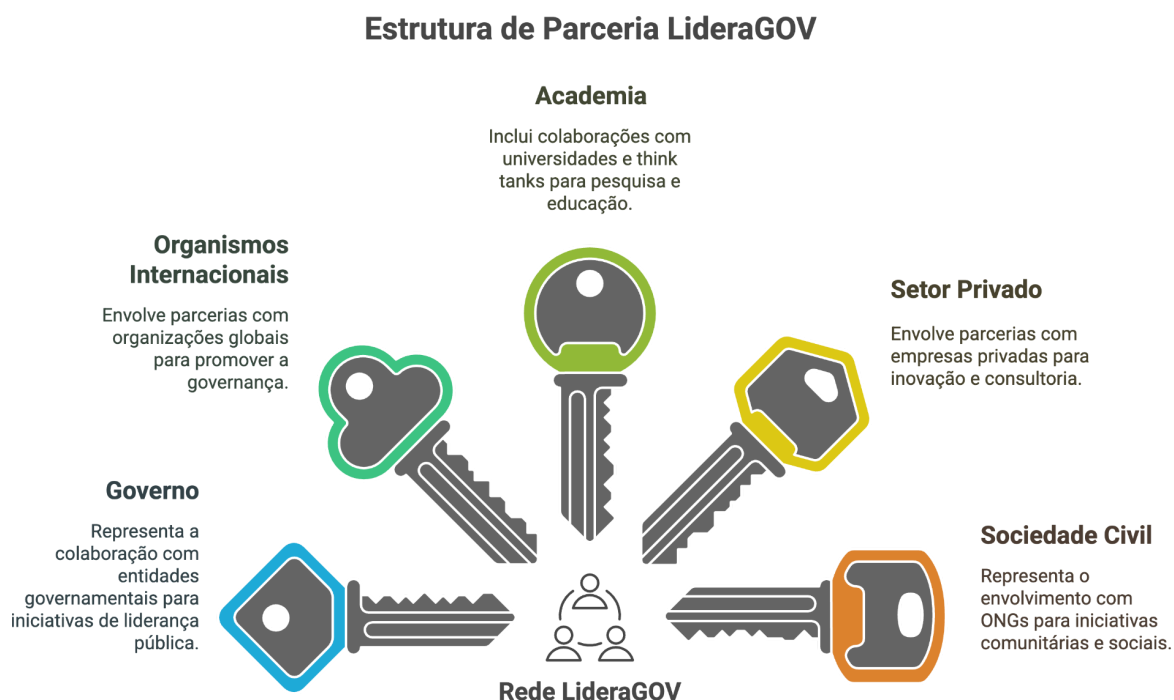 Estrutura de Parceria LideraGOV
Academia
Inclui colaborações com
universidades e think
tanks para pesquisa e
educação.
Organismos
Internacionais
Envolve parcerias com
organizações globais
para promover a
governança.
Setor Privado
Envolve parcerias com
empresas privadas para
inovação e consultoria.
Governo
Representa a
colaboração com
entidades
governamentais para
iniciativas de liderança
pública.
Sociedade Civil
Representa o
envolvimento com
ONGs para iniciativas
comunitárias e sociais.
Rede LideraGOV